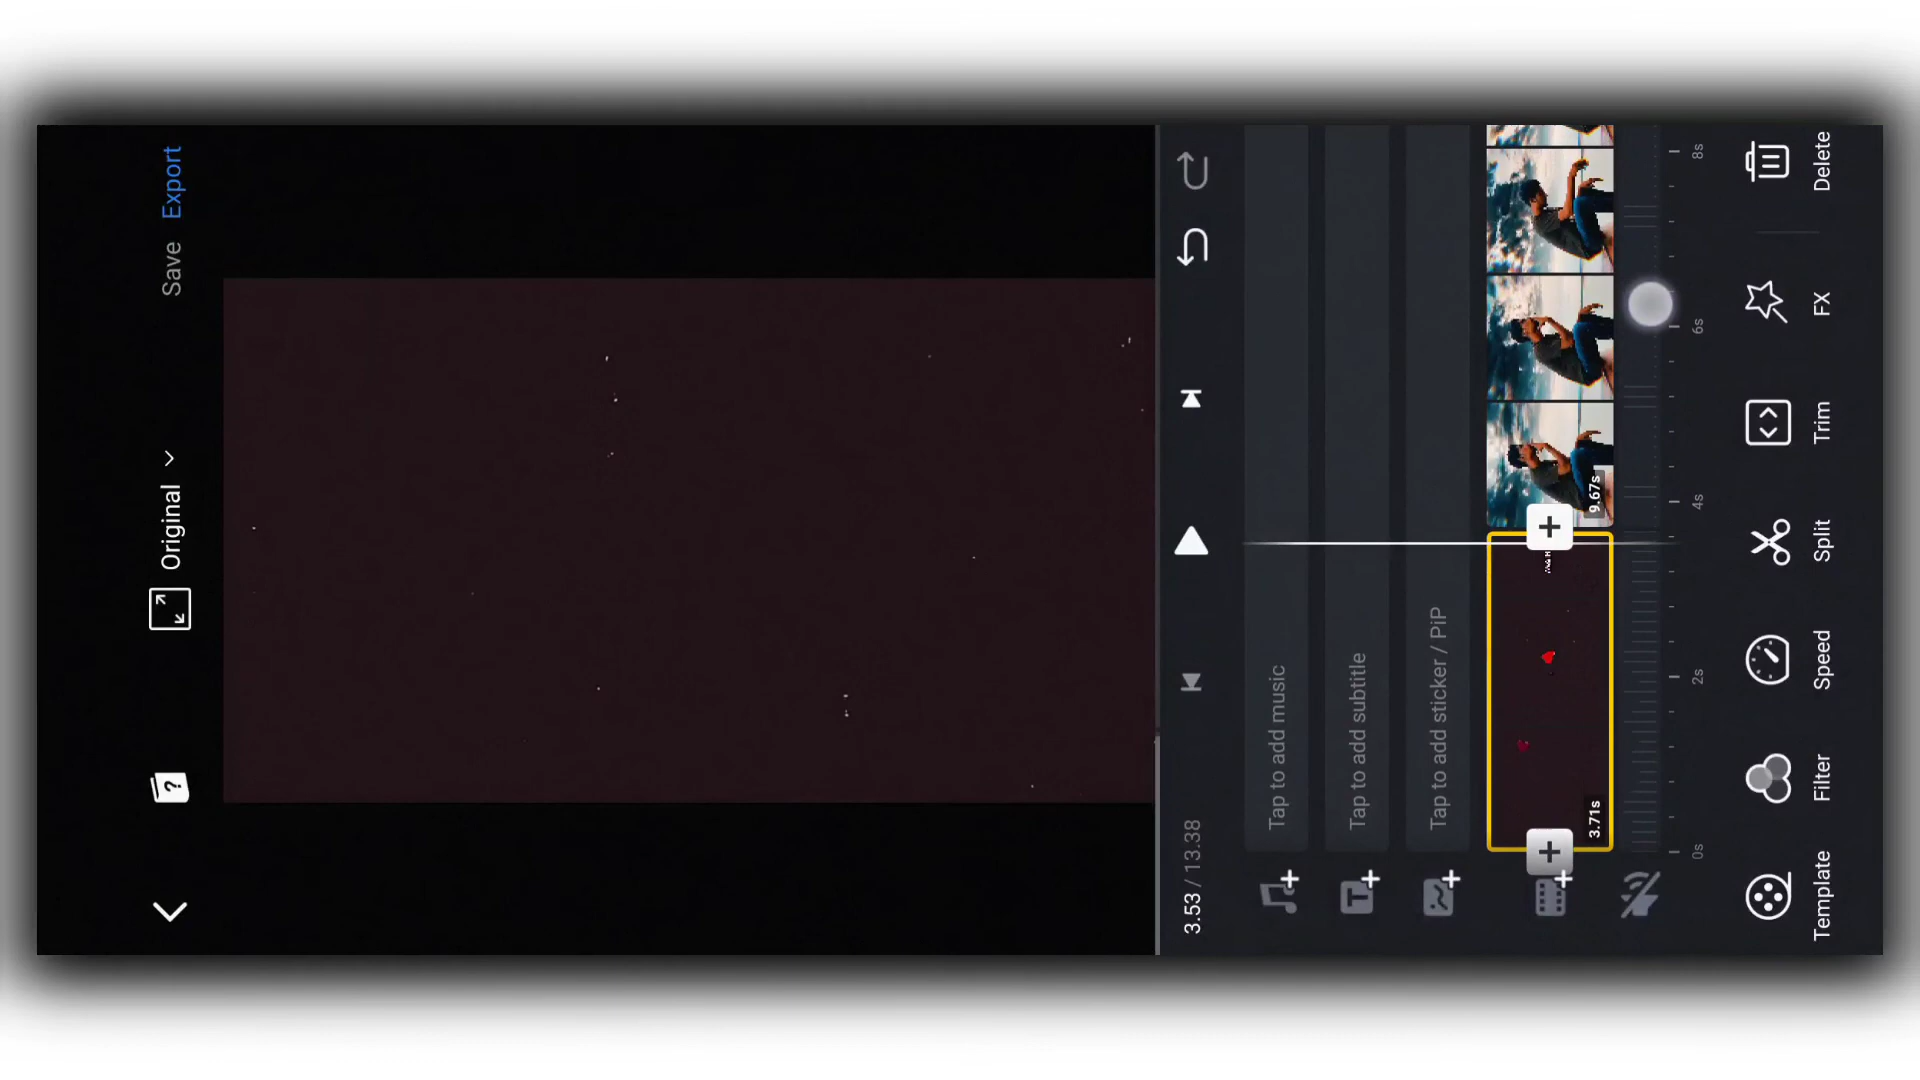 ?
Original
Save
Export
3.53 / 13.38
Tap to add music
Tap to add subtitle
Tap to add sticker / PiP
3.71s
9.67s
0s
2s
4s
6s
8s
Template
Filter
Speed
Split
Trim
FX
Delete